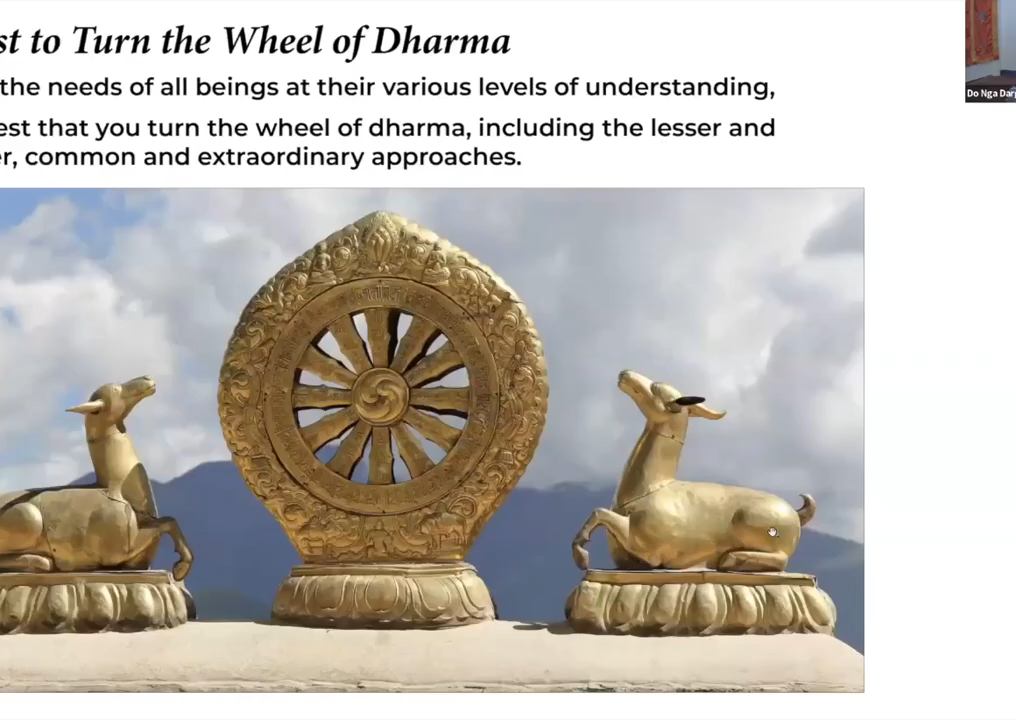 st to Turn the Wheel of Dharma
the needs of all beings at their various levels of understanding,
est that you turn the wheel of dharma, including the lesser and
r, common and extraordinary approaches.
Do Nga Dar